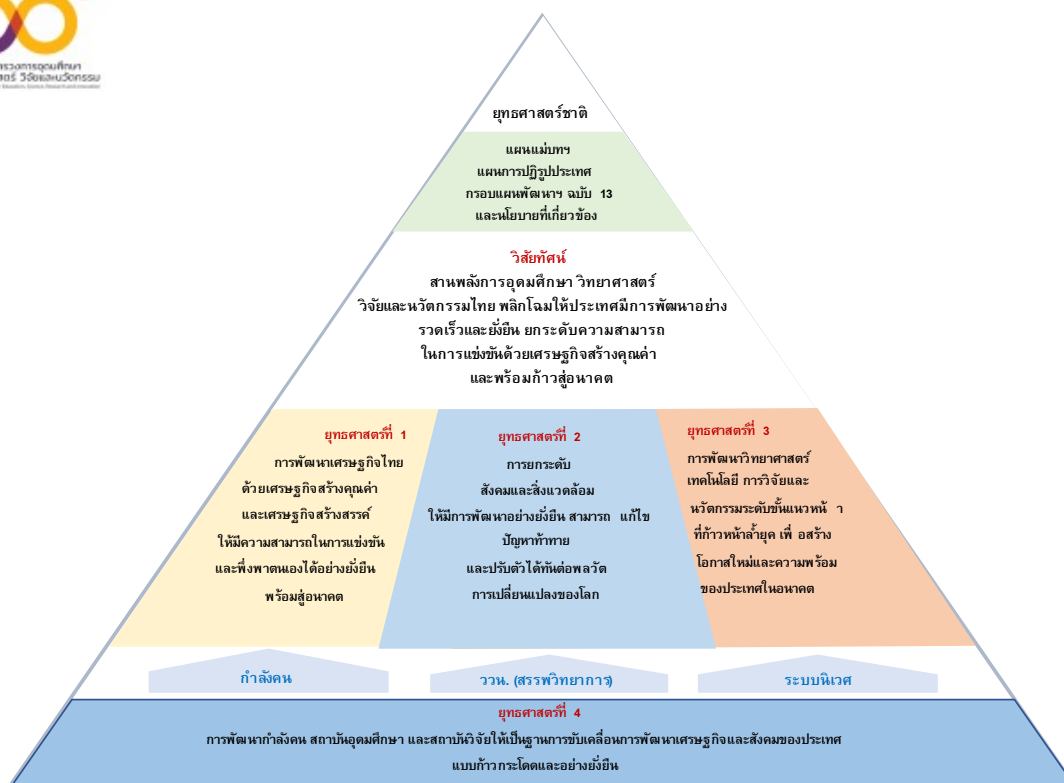 ยุทธศาสตร์ชาติ
แผนแม่บทฯ
แผนการปฏิรูปประเทศ
กรอบแผนพัฒนาฯ ฉบับ 13
และนโยบายที่เกี่ยวข้อง
วิสัยทัศน์
สานพลังการอุดมศึกษา วิทยาศาสตร์
วิจัยและนวัตกรรมไทย พลิกโฉมให้ประเทศมีการพัฒนาอย่าง
รวดเร็วและยั่งยืน ยกระดับความสามารถ
ในการแข่งขันด้วยเศรษฐกิจสร้างคุณค่า
และพร้อมก้าวสู่อนาคต
ยุทธศาสตร์ที่ 1
การพัฒนาเศรษฐกิจไทย
ด้วยเศรษฐกิจสร้างคุณค่า
และเศรษฐกิจสร้างสรรค์
ให้มีความสามารถในการแข่งขัน
และพึ่งพาตนเองได้อย่างยั่งยืน
พร้อมสู่อนาคต
ยุทธศาสตร์ที่ 2
การยกระดับ
สังคมและสิ่งแวดล้อม
ให้มีการพัฒนาอย่างยั่งยืน สามารถ แก้ไข
ปัญหาท้าทาย
และปรับตัวได้ทันต่อพลวัต
การเปลี่ยนแปลงของโลก
ยุทธศาสตร์ที่ 3
การพัฒนาวิทยาศาสตร์
เทคโนโลยี การวิจัยและ
นวัตกรรมระดับขั้นแนวหน้ า
ที่ก้าวหน้าล้ำยุค เพื่ อสร้าง
โอกาสใหม่และความพร้อม
ของประเทศในอนาคต
กำลังคน
ววน. (สรรพวิทยาการ)
ระบบนิเวศ
ยุทธศาสตร์ที่ 4
การพัฒนากำลังคน สถาบันอุดมศึกษา และสถาบันวิจัยให้เป็นฐานการขับเคลื่อนการพัฒนาเศรษฐกิจและสังคมของประเทศ
แบบก้าวกระโดดและอย่างยั่งยืน